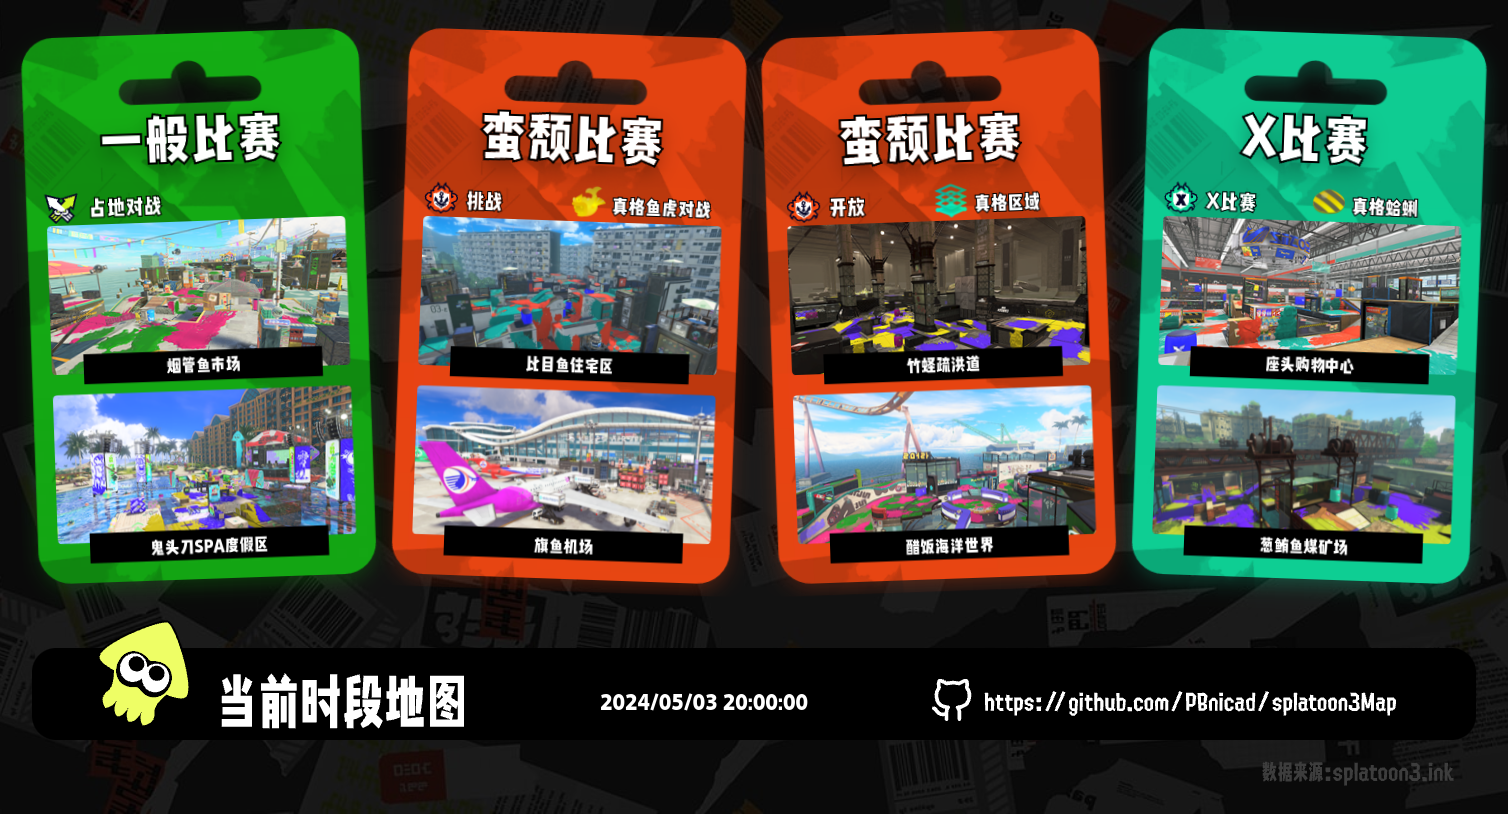 一般比赛
占地对战
烟管鱼市场
鬼头刀SPA度假区
蛮颓比赛
挑战
真格鱼虎对战
比目鱼住宅区
旗鱼机场
蛮颓比赛
开放
真格区域
竹蛏疏洪道
醋饭海洋世界
X比赛
X比赛
真格蛤蜊
座头购物中心
葱鲔鱼煤矿场
当前时段地图
2024/05/03 20:00:00
https://github.com/PBnicad/splatoon3Map
数据来源:splatoon3.ink